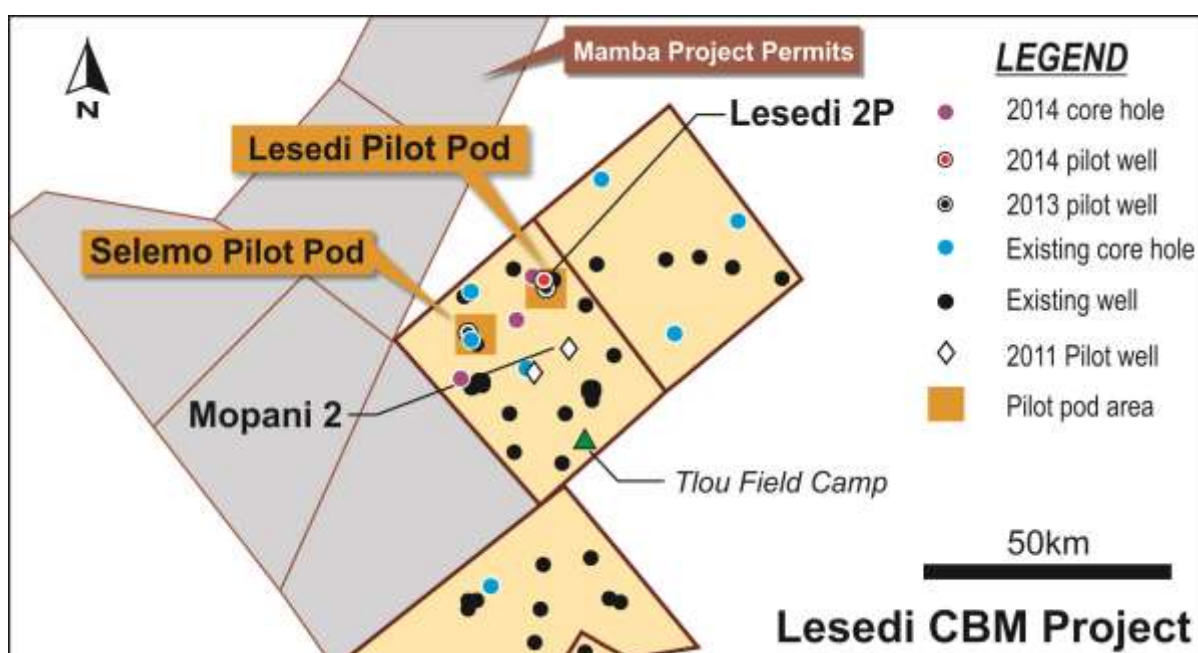 Mamba Project Permits
N
Lesedi 2P
Lesedi Pilot Pod
Selemo Pilot Pod
Mopani 2
Tlou Field Camp
LEGEND
2014 core hole
2014 pilot well
2013 pilot well
Existing core hole
Existing well
2011 Pilot well
Pilot pod area
50km
Lesedi CBM Project